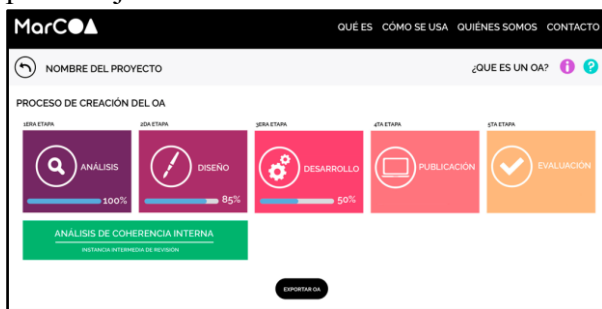 MarCOA
QUÉ ES CÓMO SE USA QUIÉNES SOMOS CONTACTO
NOMBRE DEL PROYECTO
¿QUE ES UN OA? i ?
PROCESO DE CREACIÓN DEL OA
1ERA ETAPA 2DA ETAPA 3ERA ETAPA 4TA ETAPA 5TA ETAPA
ANÁLISIS DISEÑO DESARROLLO PUBLICACIÓN EVALUACIÓN
100% 85% 50%
ANÁLISIS DE COHERENCIA INTERNA
INSTANCIA INTERMEDIA DE REVISIÓN
EXPORTAR OA